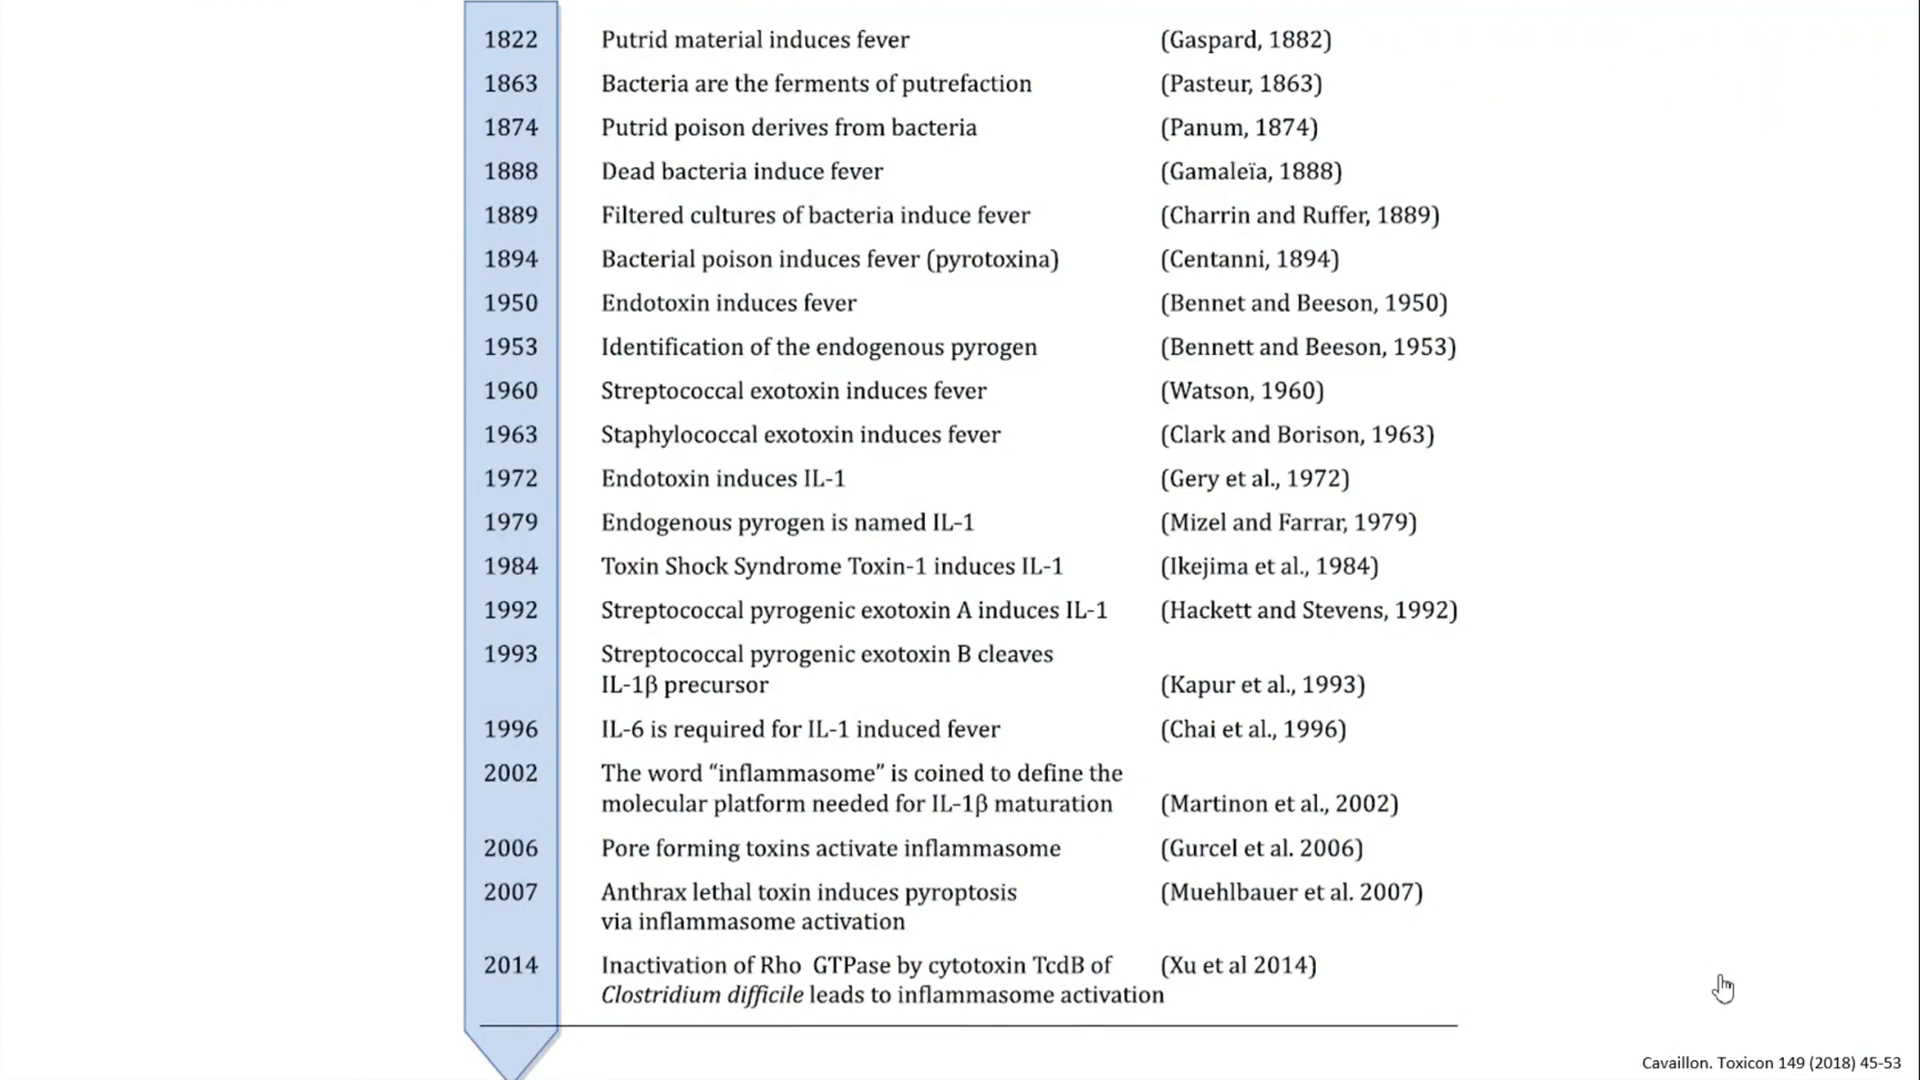 1822 Putrid material induces fever (Gaspard, 1882)
1863 Bacteria are the ferments of putrefaction (Pasteur, 1863)
1874 Putrid poison derives from bacteria (Panum, 1874)
1888 Dead bacteria induce fever (Gamaleïa, 1888)
1889 Filtered cultures of bacteria induce fever (Charrin and Ruffer, 1889)
1894 Bacterial poison induces fever (pyrotoxina) (Centanni, 1894)
1950 Endotoxin induces fever (Bennet and Beeson, 1950)
1953 Identification of the endogenous pyrogen (Bennett and Beeson, 1953)
1960 Streptococcal exotoxin induces fever (Watson, 1960)
1963 Staphylococcal exotoxin induces fever (Clark and Borison, 1963)
1972 Endotoxin induces IL-1 (Gery et al., 1972)
1979 Endogenous pyrogen is named IL-1 (Mizel and Farrar, 1979)
1984 Toxin Shock Syndrome Toxin-1 induces IL-1 (Ikejima et al., 1984)
1992 Streptococcal pyrogenic exotoxin A induces IL-1 (Hackett and Stevens, 1992)
1993 Streptococcal pyrogenic exotoxin B cleaves
IL-1β precursor (Kapur et al., 1993)
1996 IL-6 is required for IL-1 induced fever (Chai et al., 1996)
2002 The word “inflammasome” is coined to define the
molecular platform needed for IL-1β maturation (Martinon et al., 2002)
2006 Pore forming toxins activate inflammasome (Gurcel et al. 2006)
2007 Anthrax lethal toxin induces pyroptosis (Muehlbauer et al. 2007)
via inflammasome activation
2014 Inactivation of Rho GTPase by cytotoxin TcdB of (Xu et al 2014)
Clostridium difficile leads to inflammasome activation
Cavaillon. Toxicon 149 (2018) 45-53